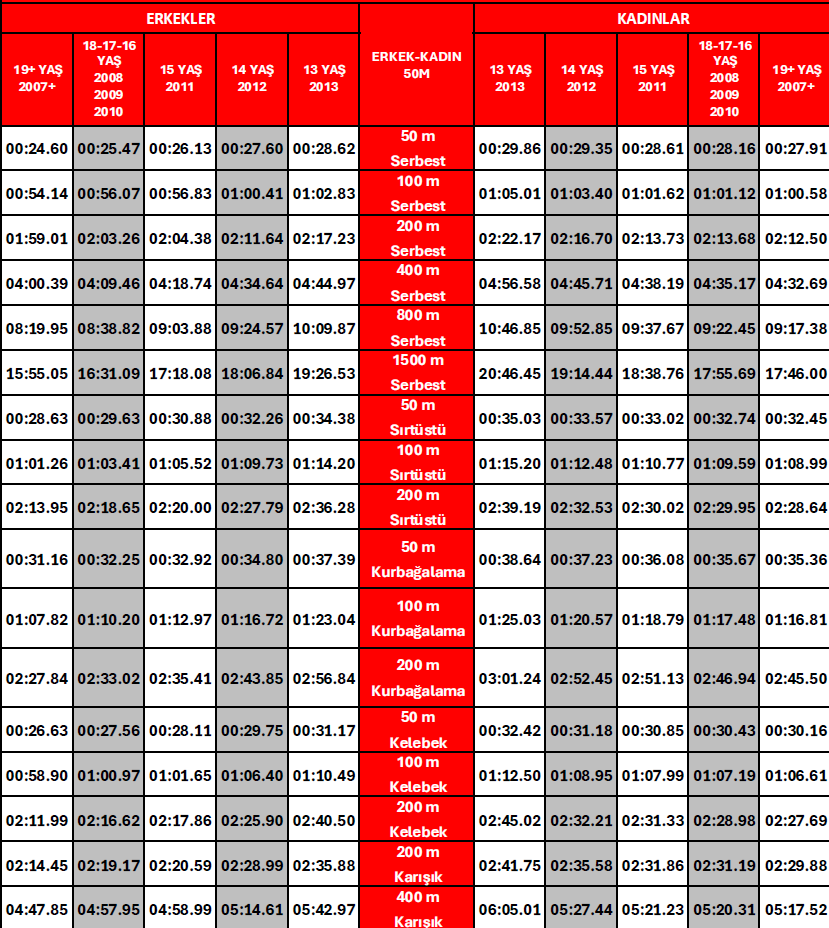 ERKEKLER ERKEK-KADIN 50M KADINLAR
19+ YAŞ 2007+ 18-17-16 YAŞ 2008 2009 2010 15 YAŞ 2011 14 YAŞ 2012 13 YAŞ 2013 13 YAŞ 2013 14 YAŞ 2012 15 YAŞ 2011 18-17-16 YAŞ 2008 2009 2010 19+ YAŞ 2007+
00:24.60 00:25.47 00:26.13 00:27.60 00:28.62 50 m Serbest 00:29.86 00:29.35 00:28.61 00:28.16 00:27.91
00:54.14 00:56.07 00:56.83 01:00.41 01:02.83 100 m Serbest 01:05.01 01:03.40 01:01.62 01:01.12 01:00.58
01:59.01 02:03.26 02:04.38 02:11.64 02:17.23 200 m Serbest 02:22.17 02:16.70 02:13.73 02:13.68 02:12.50
04:00.39 04:09.46 04:18.74 04:34.64 04:44.97 400 m Serbest 04:56.58 04:45.71 04:38.19 04:35.17 04:32.69
08:19.95 08:38.82 09:03.88 09:24.57 10:09.87 800 m Serbest 10:46.85 09:52.85 09:37.67 09:22.45 09:17.38
15:55.05 16:31.09 17:18.08 18:06.84 19:26.53 1500 m Serbest 20:46.45 19:14.44 18:38.76 17:55.69 17:46.00
00:28.63 00:29.63 00:30.88 00:32.26 00:34.38 50 m Sırtüstü 00:35.03 00:33.57 00:33.02 00:32.74 00:32.45
01:01.26 01:03.41 01:05.52 01:09.73 01:14.20 100 m Sırtüstü 01:15.20 01:12.48 01:10.77 01:09.59 01:08.99
02:13.95 02:18.65 02:20.00 02:27.79 02:36.28 200 m Sırtüstü 02:39.19 02:32.53 02:30.02 02:29.95 02:28.64
00:31.16 00:32.25 00:32.92 00:34.80 00:37.39 50 m Kurbağalama 00:38.64 00:37.23 00:36.08 00:35.67 00:35.36
01:07.82 01:10.20 01:12.97 01:16.72 01:23.04 100 m Kurbağalama 01:25.03 01:20.57 01:18.79 01:17.48 01:16.81
02:27.84 02:33.02 02:35.41 02:43.85 02:56.84 200 m Kurbağalama 03:01.24 02:52.45 02:51.13 02:46.94 02:45.50
00:26.63 00:27.56 00:28.11 00:29.75 00:31.17 50 m Kelebek 00:32.42 00:31.18 00:30.85 00:30.43 00:30.16
00:58.90 01:00.97 01:01.65 01:06.40 01:10.49 100 m Kelebek 01:12.50 01:08.95 01:07.99 01:07.19 01:06.61
02:11.99 02:16.62 02:17.86 02:25.90 02:40.50 200 m Kelebek 02:45.02 02:32.21 02:31.33 02:28.98 02:27.69
02:14.45 02:19.17 02:20.59 02:28.99 02:35.88 200 m Karışık 02:41.75 02:35.58 02:31.86 02:31.19 02:29.88
04:47.85 04:57.95 04:58.99 05:14.61 05:42.97 400 m Karışık 06:05.01 05:27.44 05:21.23 05:20.31 05:17.52